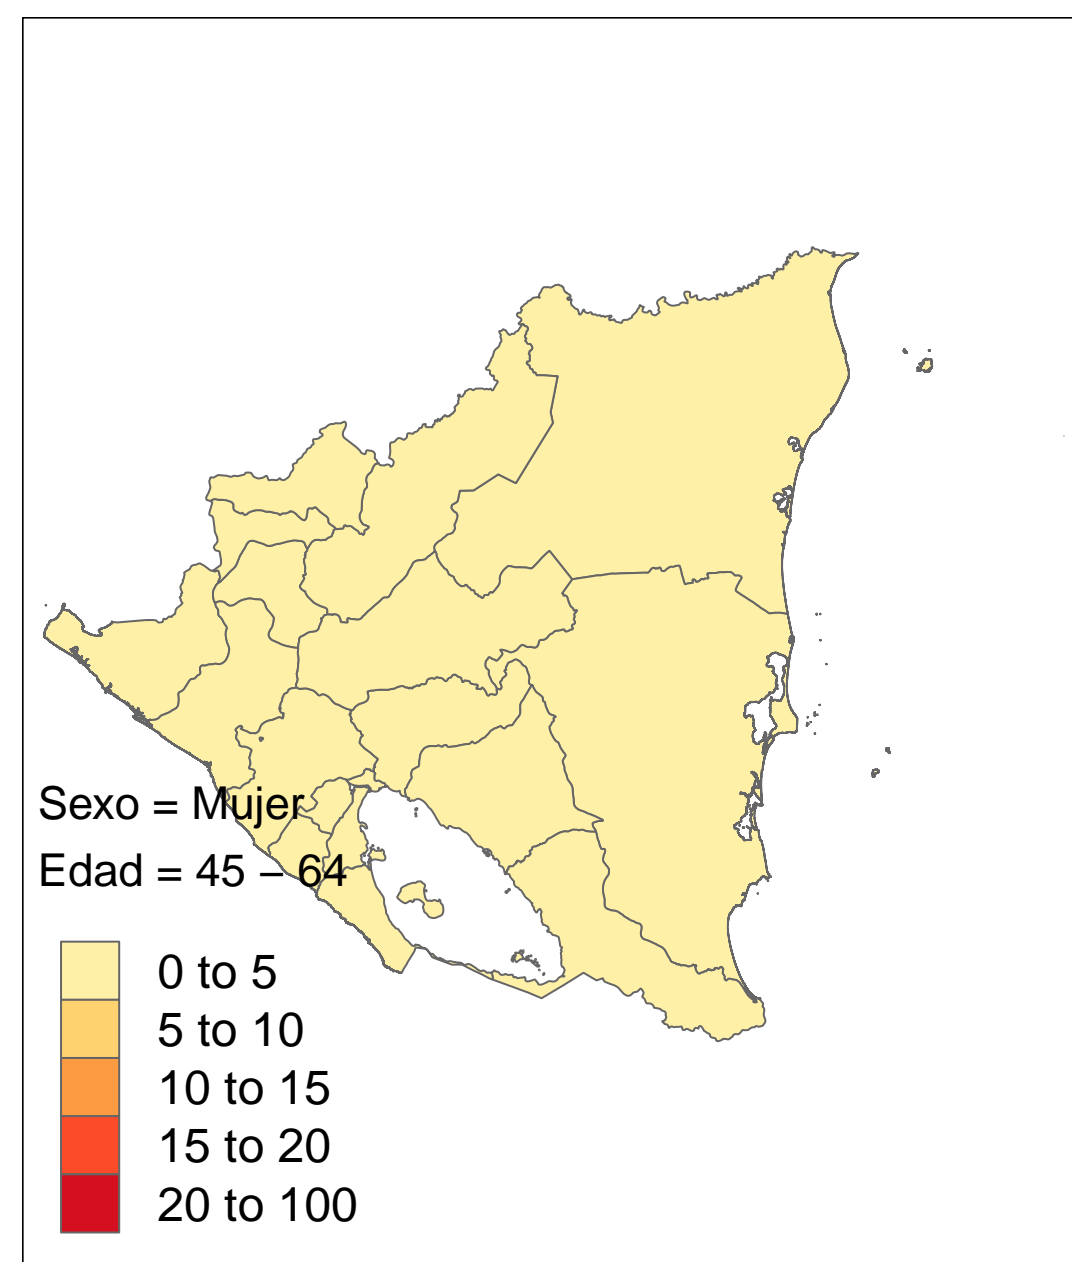 Sexo = Mujer
Edad = 45 – 64
0 to 5
5 to 10
10 to 15
15 to 20
20 to 100